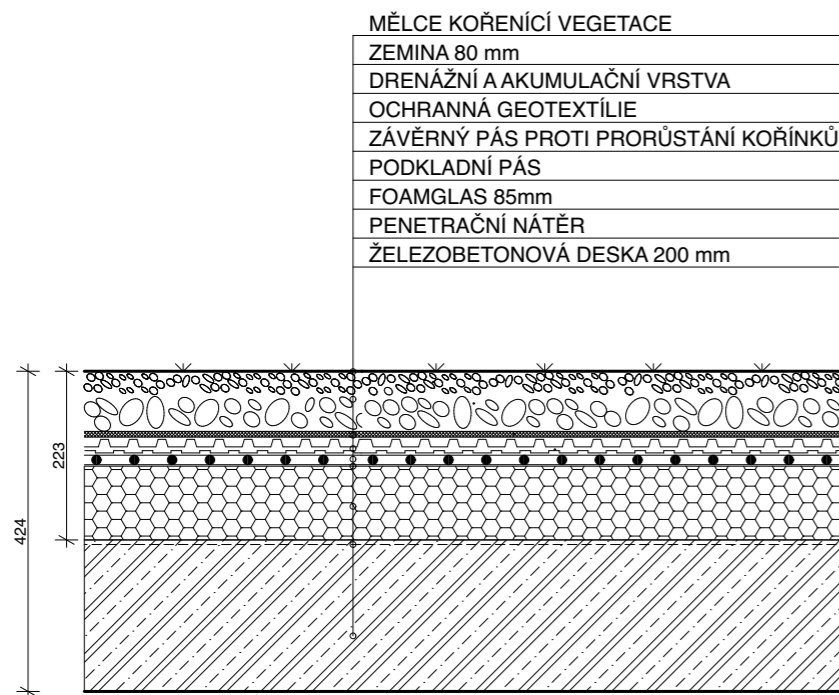 MĚLCE KOŘENÍCÍ VEGETACE
ZEMINA 80 mm
DRENÁŽNÍ A AKUMULAČNÍ VRSTVA
OCHRANNÁ GEOTEXTÍLIE
ZÁVĚRNÝ PÁS PROTI PRORŮSTÁNÍ KOŘÍNKŮ
PODKLADNÍ PÁS
FOAMGLAS 85mm
PENETRAČNÍ NÁTĚR
ŽELEZOBETONOVÁ DESKA 200 mm
223
424